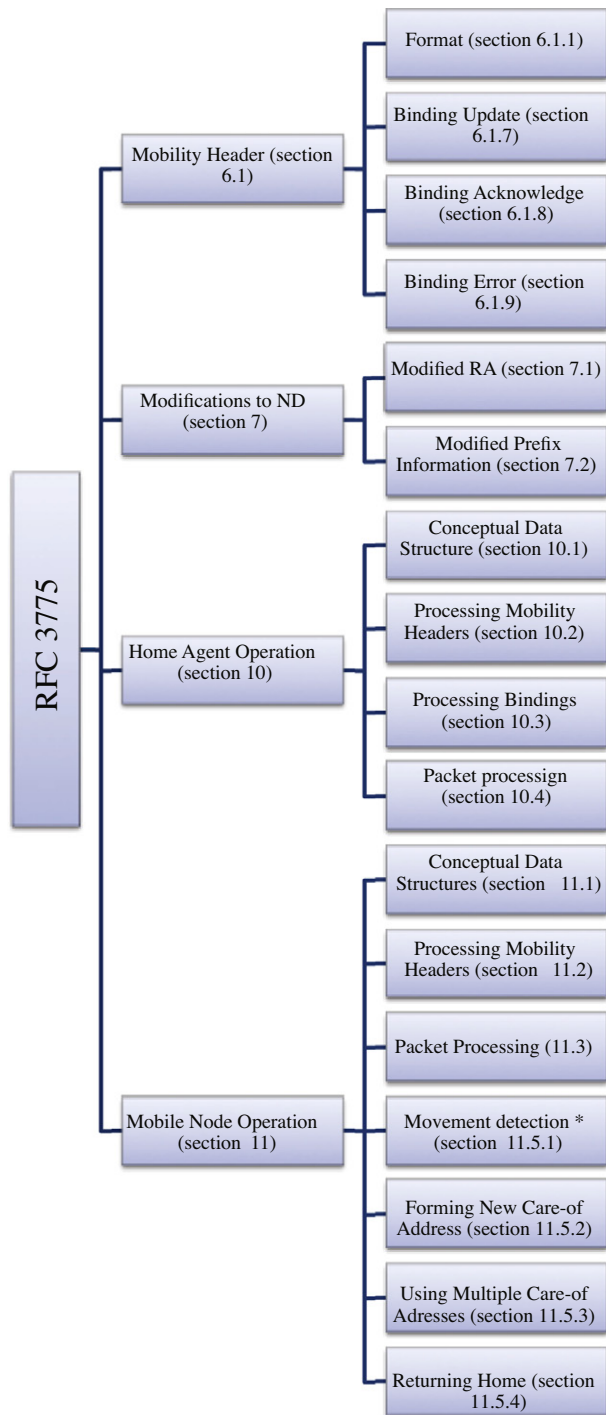 RFC 3775
Mobility Header (section
6.1)
Format (section 6.1.1)
Binding Update (section
6.1.7)
Binding Acknowledge
(section 6.1.8)
Binding Error (section
6.1.9)
Modifications to ND
(section 7)
Modified RA (section 7.1)
Modified Prefix
Information (section 7.2)
Home Agent Operation
(section 10)
Conceptual Data
Structure (section 10.1)
Processing Mobility
Headers (section 10.2)
Processing Bindings
(section 10.3)
Packet processign
(section 10.4)
Mobile Node Operation
(section 11)
Conceptual Data
Structures (section 11.1)
Processing Mobility
Headers (section 11.2)
Packet Processing (11.3)
Movement detection *
(section 11.5.1)
Forming New Care-of
Address (section 11.5.2)
Using Multiple Care-of
Adresses (section 11.5.3)
Returning Home (section
11.5.4)